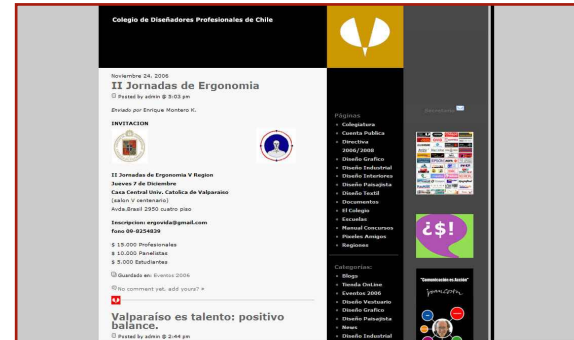 Colegio de Diseñadores Profesionales de Chile
Noviembre 24, 2006
II Jornadas de Ergonomia
Posted by admin @ 3:03 pm
Enviado por Enrique Montero K.
INVITACION
II Jornadas de Ergonomia V Region
Jueves 7 de Diciembre
Casa Central Univ. Catolica de Valparaiso
(salon V centenario)
Avda.Brasil 2950 cuatro piso
Inscripcion: ergovida@gmail.com
fono 09-8254839
$ 15.000 Profesionales
$ 10.000 Panelistas
$ 5.000 Estudiantes
Guardado en: Eventos 2006
No comment yet, add yours? »
Valparaíso es talento: positivo
balance.
Posted by admin @ 2:44 pm
Páginas
Colegiatura
Cuenta Publica
Directiva
2006/2008
Diseño Grafico
Diseño Industrial
Diseño Interiores
Diseño Paisajista
Diseño Textil
Documentos
El Colegio
Escuelas
Manual Concursos
Pixeles Amigos
Regiones
Categorías:
Blogs
Tienda OnLine
Eventos 2006
Diseño Vestuario
Diseño Grafico
Diseño Paisajista
News
Diseño Industrial
¿$!
"Comunicación es Acción"